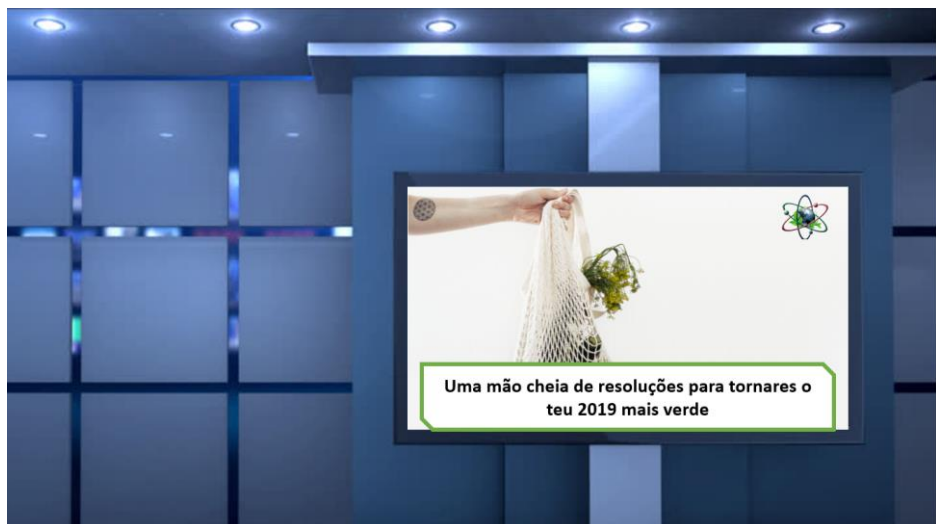 Uma mão cheia de resoluções para tornares o
teu 2019 mais verde